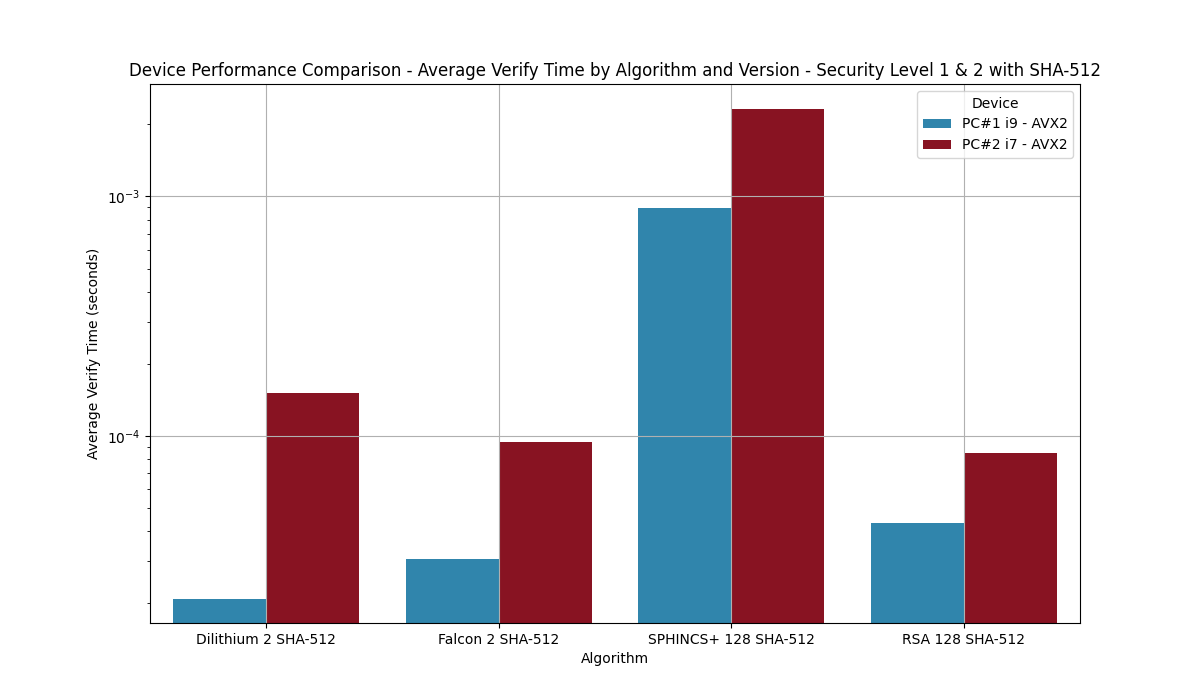 Device Performance Comparison - Average Verify Time by Algorithm and Version - Security Level 1 & 2 with SHA-512
Device
PC#1 i9 - AVX2
PC#2 i7 - AVX2
10⁻³
10⁻⁴
Average Verify Time (seconds)
Dilithium 2 SHA-512
Falcon 2 SHA-512
SPHINCS+ 128 SHA-512
RSA 128 SHA-512
Algorithm